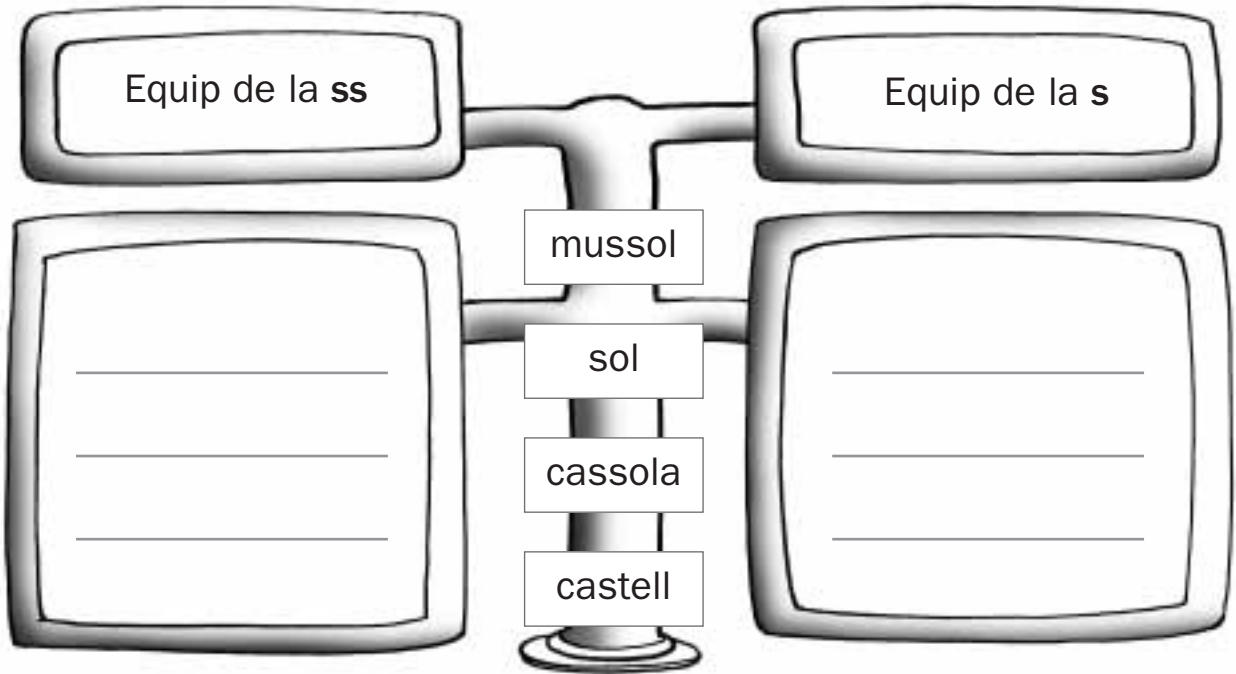 Equip de la ss
Equip de la s
mussol
sol
cassola
castell